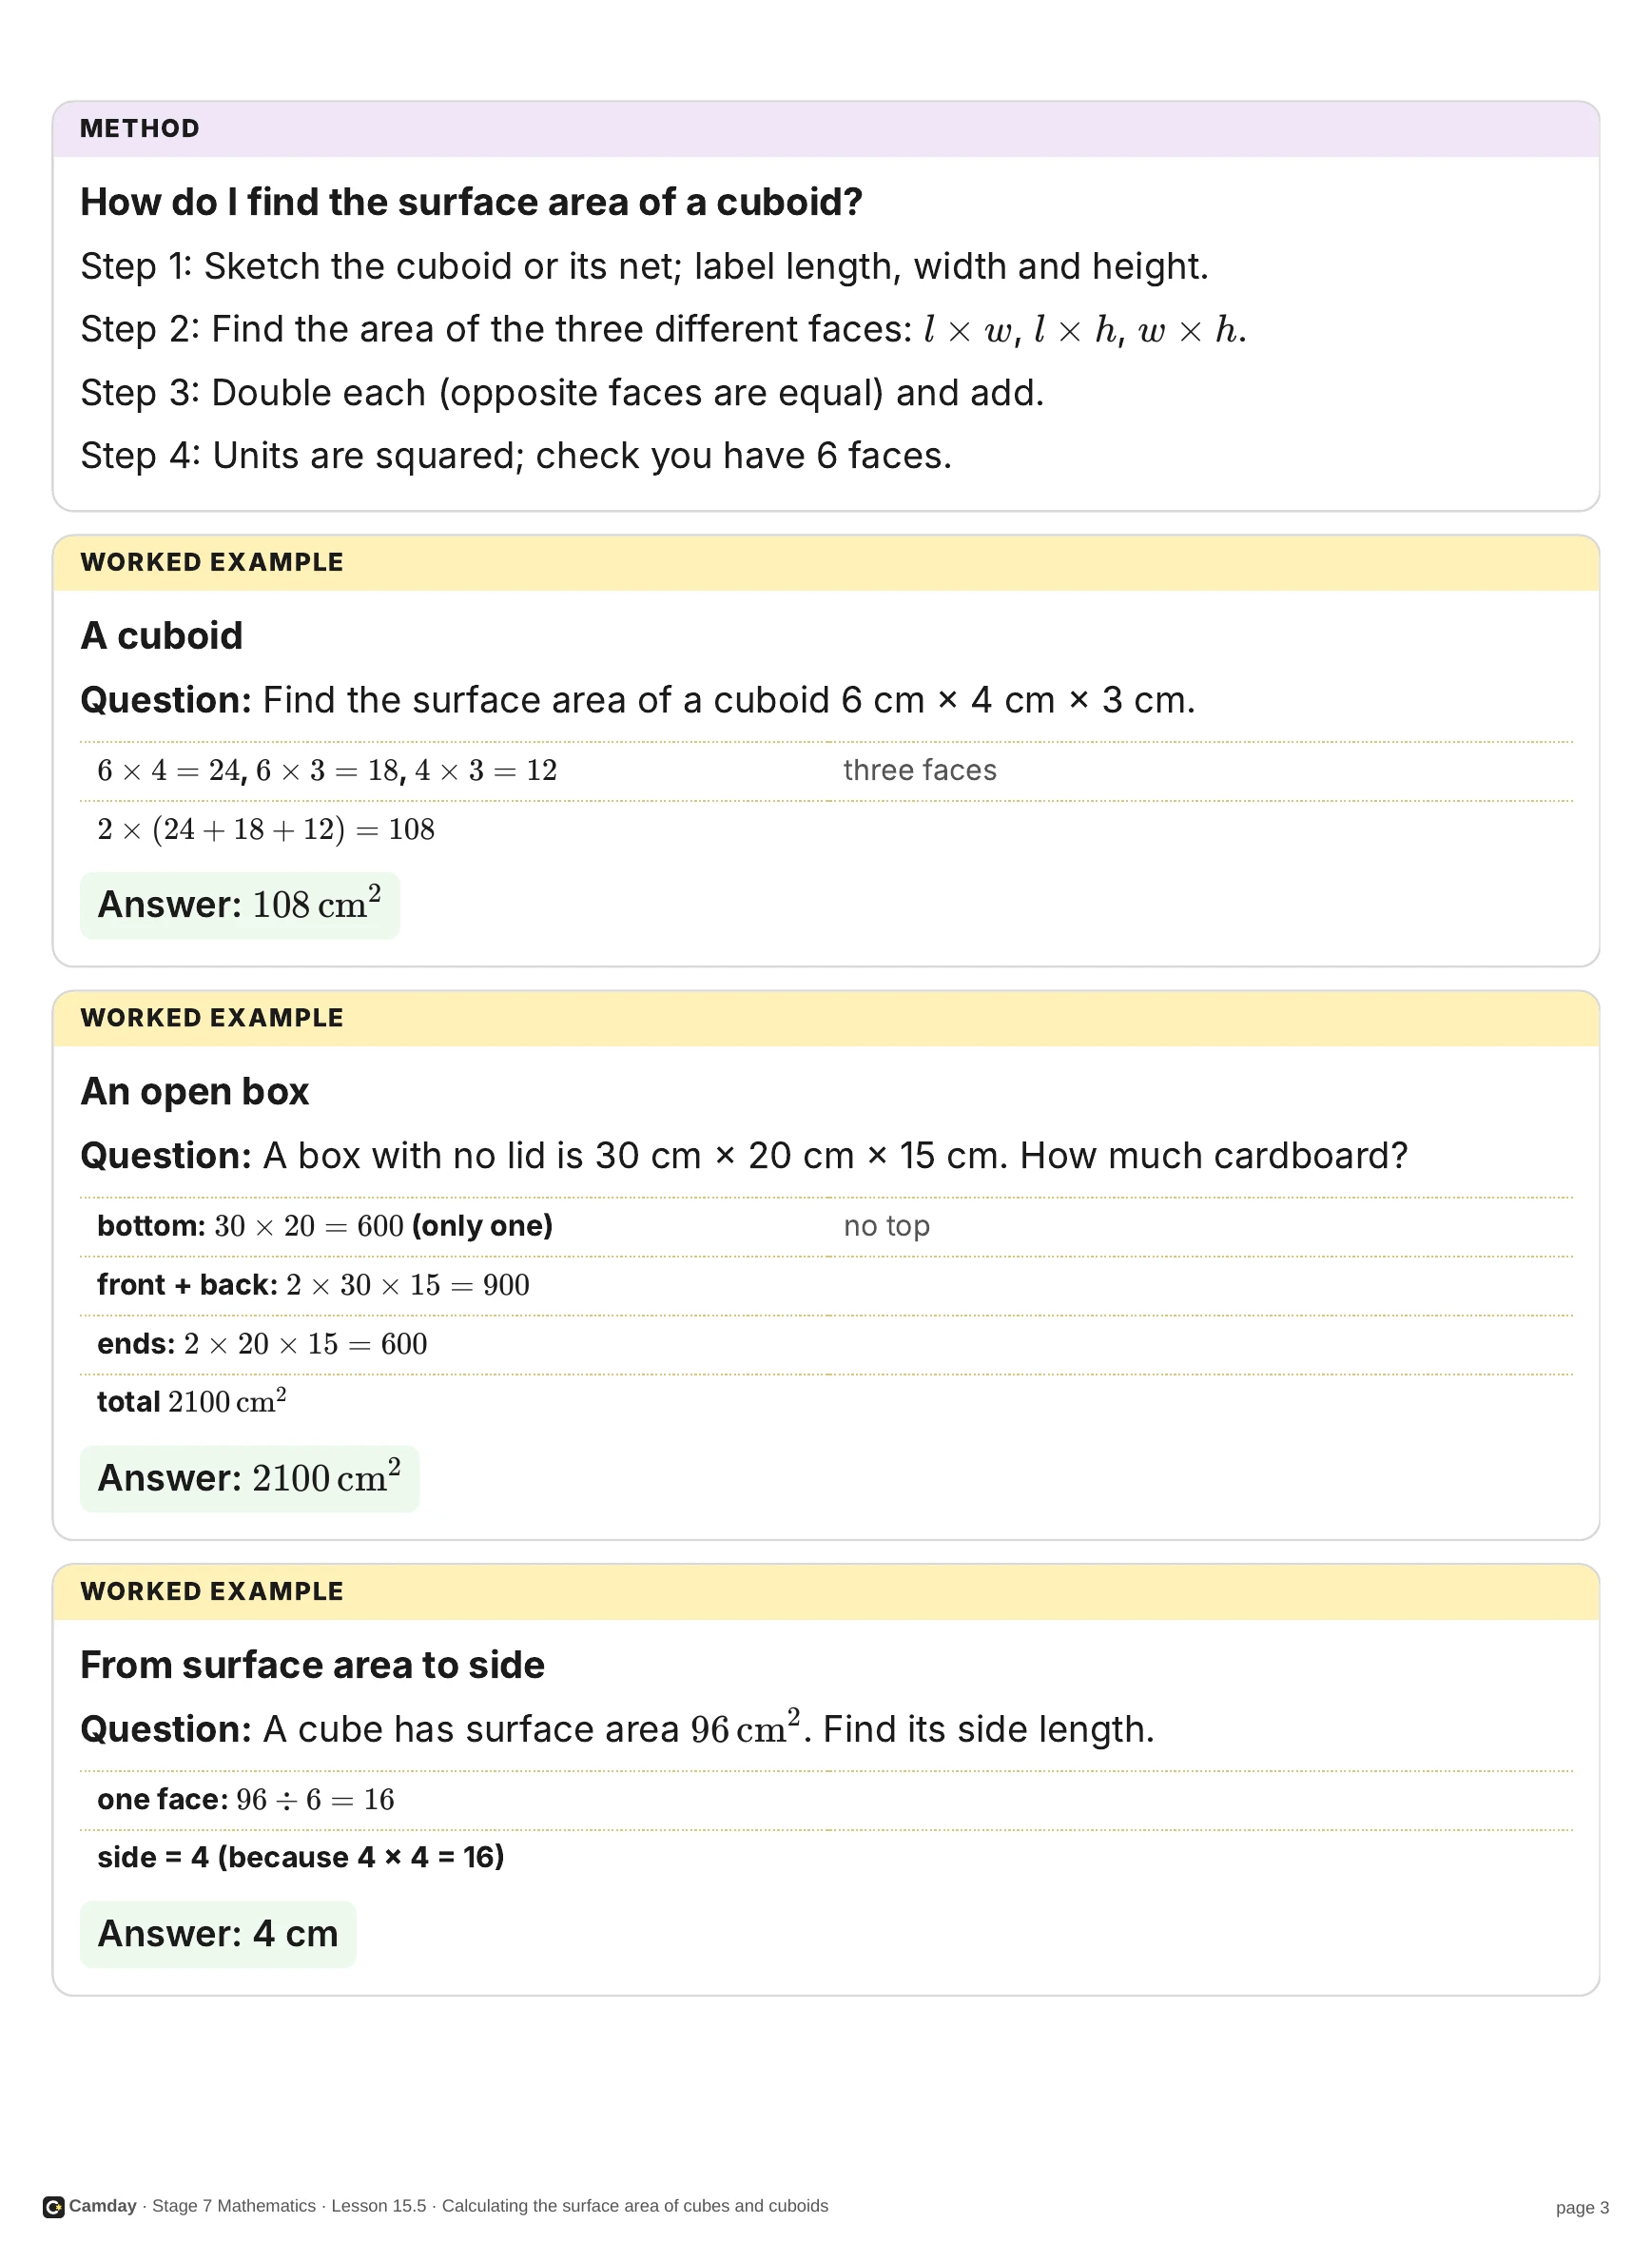 METHOD
How do I find the surface area of a cuboid?
Step 1: Sketch the cuboid or its net; label length, width and height.
Step 2: Find the area of the three different faces: l × w, l × h, w × h.
Step 3: Double each (opposite faces are equal) and add.
Step 4: Units are squared; check you have 6 faces.
WORKED EXAMPLE
A cuboid
Question: Find the surface area of a cuboid 6 cm × 4 cm × 3 cm.
6 × 4 = 24, 6 × 3 = 18, 4 × 3 = 12 three faces
2 × (24 + 18 + 12) = 108
Answer: 108 cm²
WORKED EXAMPLE
An open box
Question: A box with no lid is 30 cm × 20 cm × 15 cm. How much cardboard?
bottom: 30 × 20 = 600 (only one) no top
front + back: 2 × 30 × 15 = 900
ends: 2 × 20 × 15 = 600
total 2100 cm²
Answer: 2100 cm²
WORKED EXAMPLE
From surface area to side
Question: A cube has surface area 96 cm². Find its side length.
one face: 96 ÷ 6 = 16
side = 4 (because 4 × 4 = 16)
Answer: 4 cm
Camday · Stage 7 Mathematics · Lesson 15.5 · Calculating the surface area of cubes and cuboids page 3